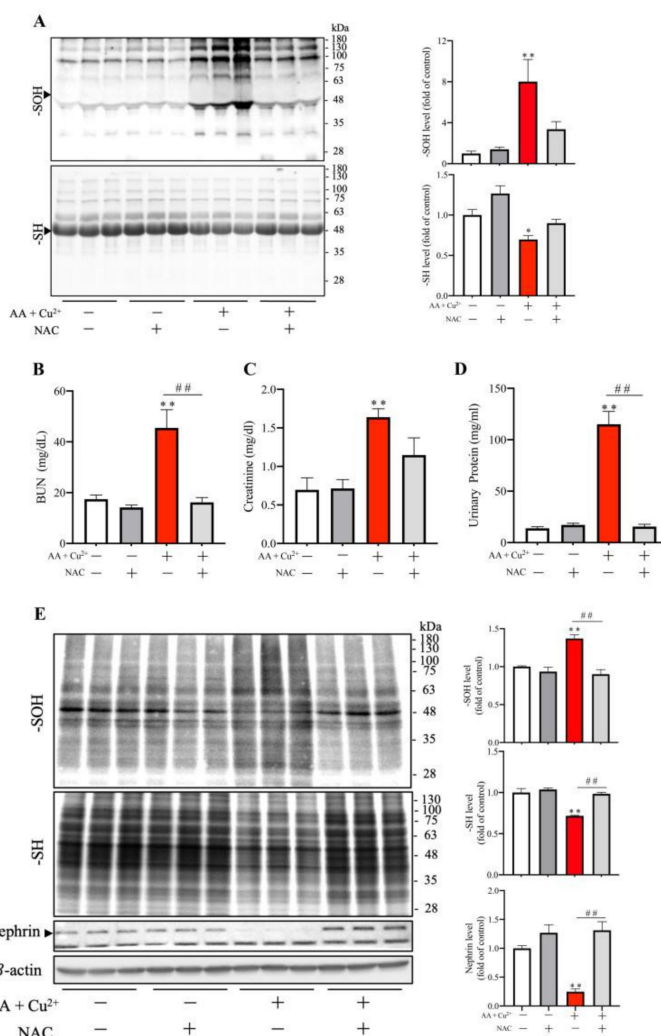 A
kDa
180
130
100
75
63
48
35
28
-SOH
180
130
100
75
63
48
35
28
-SH
AA + Cu²⁺ − − + +
NAC − + − +
-SOH level (fold of control)
12
8
4
0
**
-SH level (fold of control)
1.5
1.0
0.5
0.0
*
AA + Cu²⁺ − − + +
NAC − + − +
B
BUN (mg/dL)
60
40
20
0
**
##
AA + Cu²⁺ − − + +
NAC − + − +
C
Creatinine (mg/dl)
2.0
1.5
1.0
0.5
0.0
**
AA + Cu²⁺ − − + +
NAC − + − +
D
Urinary Protein (mg/ml)
150
100
50
0
**
##
AA + Cu²⁺ − − + +
NAC − + − +
E
kDa
180
130
100
75
63
48
35
28
-SOH
130
100
75
63
48
35
28
-SH
ephrin
-actin
A + Cu²⁺ − − + +
NAC − + − +
-SOH level
(fold of control)
1.5
1.0
0.5
0.0
**
##
-SH level
(fold of control)
1.5
1.0
0.5
0.0
**
##
Nephrin level
(fold oof control)
2.0
1.5
1.0
0.5
0.0
**
##
AA + Cu²⁺ − − + +
NAC − + − +